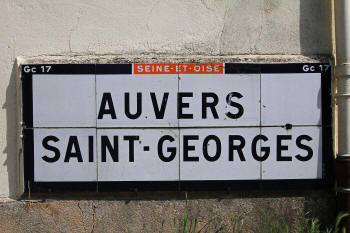 Gc 17 SEINE-ET-OISE Gc 17
AUVERS
SAINT-GEORGES